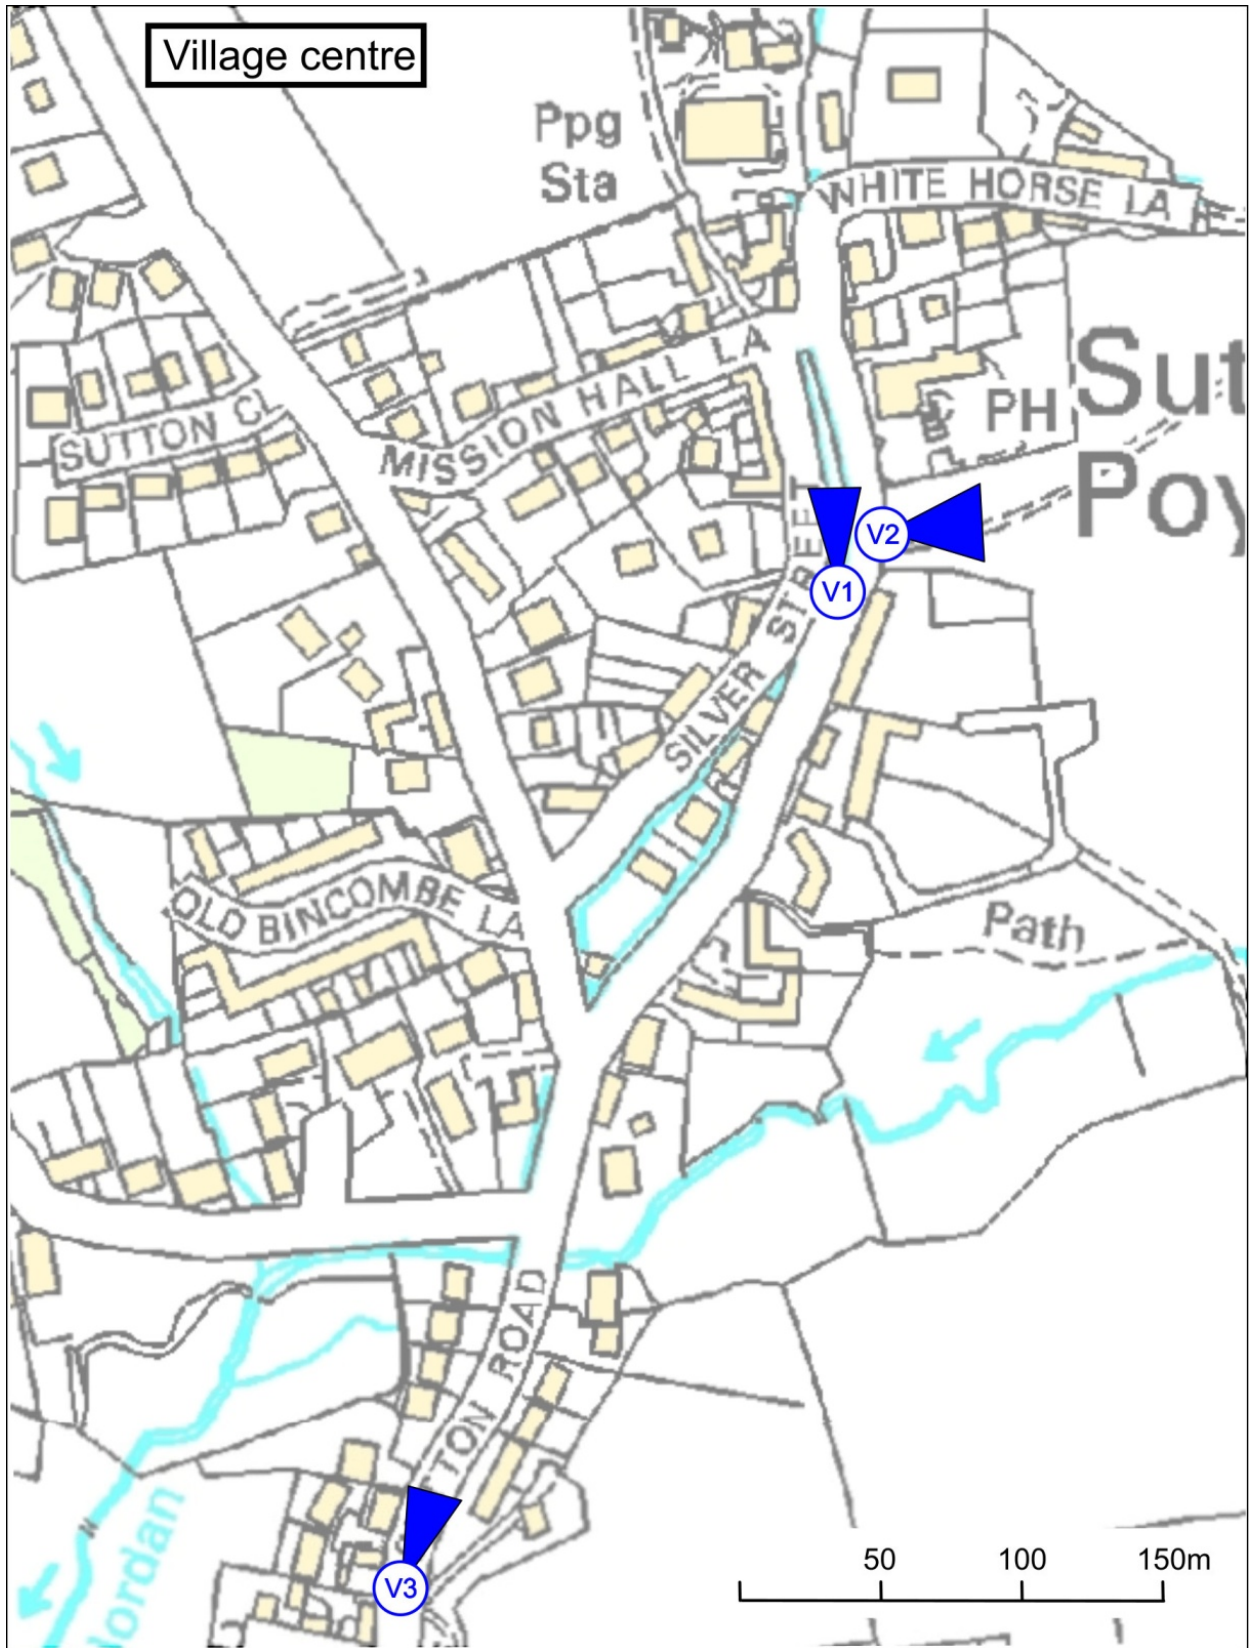 Village centre
Ppg
Sta
WHITE HORSE LA
MISSION HALL LA
SUTTON CL
PH
Sut
Poy
V2
V1
SILVER STREET
OLD BINCOMBE LA
Path
TTON ROAD
V3
Jordan
50 100 150m